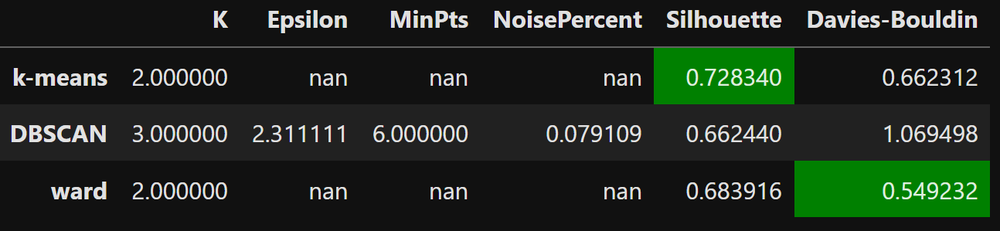 K Epsilon MinPts NoisePercent Silhouette Davies-Bouldin
k-means 2.000000 nan nan nan 0.728340 0.662312
DBSCAN 3.000000 2.311111 6.000000 0.079109 0.662440 1.069498
ward 2.000000 nan nan nan 0.683916 0.549232